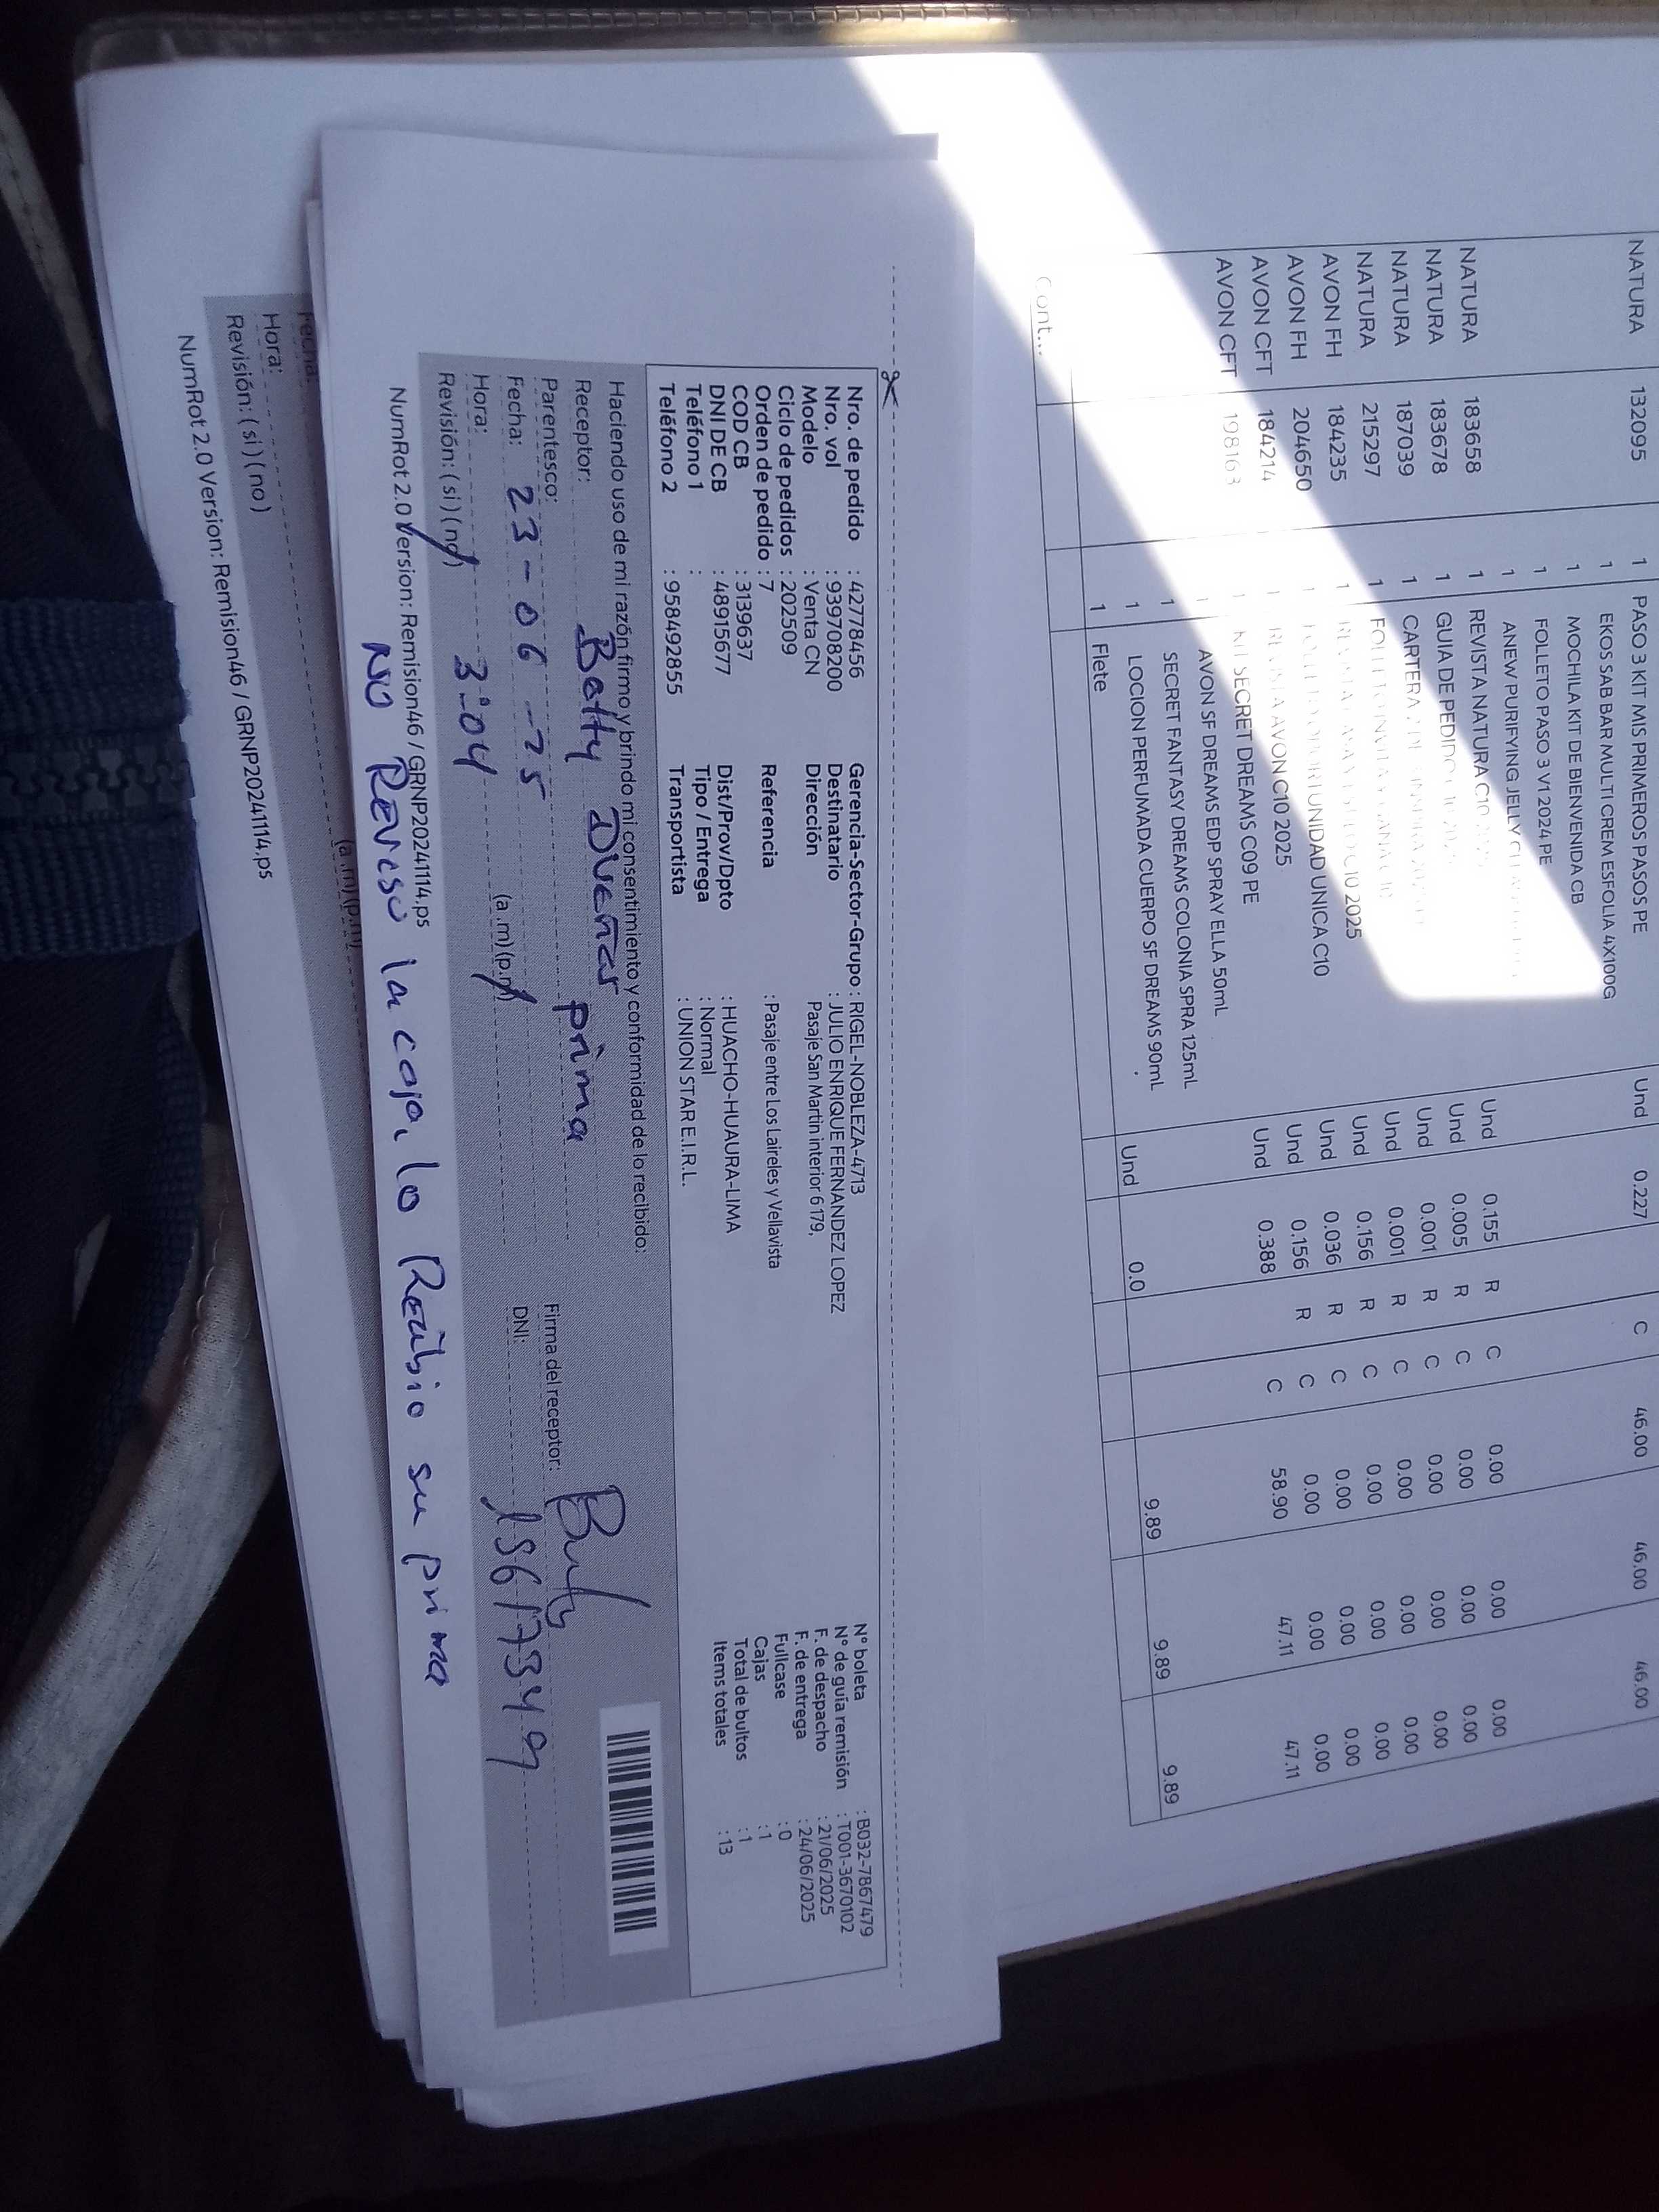 NATURA 132095 1 PASO 3 KIT MIS PRIMEROS PASOS PE Und 0.227 C 46.00 46.00 46.00
1 EKOS SAB BAR MULTI CREM ESFOLIA 4X100G
1 MOCHILA KIT DE BIENVENIDA CB
1 FOLLETO PASO 3 V1 2024 PE
1 ANEW PURIFYING JELLY
NATURA 183658 1 REVISTA NATURA C10 Und 0.155 R C 0.00 0.00 0.00
NATURA 183678 1 GUIA DE PEDIDO Und 0.005 R C 0.00 0.00 0.00
NATURA 187039 1 CARTERA Und 0.001 R C 0.00 0.00 0.00
NATURA 215297 1 Und 0.001 R C 0.00 0.00 0.00
AVON FH 184235 1 C10 2025 Und 0.156 R C 0.00 0.00 0.00
AVON FH 204650 1 UNICA C10 Und 0.036 R C 0.00 0.00 0.00
AVON CFT 184214 1 AVON C10 2025 Und 0.156 R C 0.00 0.00 0.00
AVON CFT 198163 1 KIT SECRET DREAMS C09 PE Und 0.388 C 58.90 47.11 47.11
1 AVON SF DREAMS EDP SPRAY ELLA 50mL
1 SECRET FANTASY DREAMS COLONIA SPRA 125mL
1 LOCION PERFUMADA CUERPO SF DREAMS 90mL
1 Flete Und 0.0 9.89 9.89 9.89
Cont...
Nro. de pedido : 427778456 Gerencia-Sector-Grupo : RIGEL-NOBLEZA-4713 N° boleta : B032-7867479
Nro. vol : 939708200 Destinatario : JULIO ENRIQUE FERNANDEZ LOPEZ N° de guía remisión : T001-3670102
Modelo : Venta CN Dirección Pasaje San Martin interior 6 179, F. de despacho : 21/06/2025
Ciclo de pedidos : 202509 F. de entrega : 24/06/2025
Orden de pedido : 7 Referencia : Pasaje entre Los Laireles y Vellavista Fullcase : 0
COD CB : 3139637 Cajas : 1
DNI DE CB : 48915677 Dist/Prov/Dpto : HUACHO-HUAURA-LIMA Total de bultos : 1
Teléfono 1 : Tipo / Entrega : Normal Items totales : 13
Teléfono 2 : 958492855 Transportista : UNION STAR E.I.R.L.
Haciendo uso de mi razón firmo y brindo mi consentimiento y conformidad de lo recibido:
Receptor: Betty Dueñas
Parentesco: prima Firma del receptor:
Fecha: 23-06-25 DNI: 15617349
Hora: 3:04 (a.m)(p.m)
Revisión: (si)(no)
NumRot 2.0 Version: Remision46 / GRNP20241114.ps
NO Reviso la caja, lo Recibio su prima
Fecha:
Hora: (a.m)(p.m)
Revisión: (si)(no)
NumRot 2.0 Version: Remision46 / GRNP20241114.ps